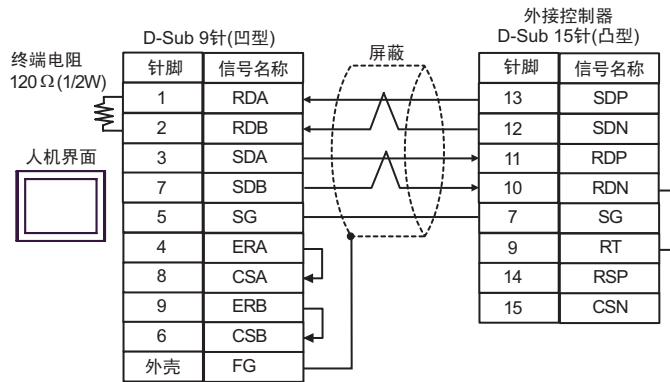 外接控制器
D-Sub 9针(凹型)
D-Sub 15针(凸型)
屏蔽
终端电阻
120Ω(1/2W)
人机界面
针脚 信号名称
1 RDA
2 RDB
3 SDA
7 SDB
5 SG
4 ERA
8 CSA
9 ERB
6 CSB
外壳 FG
针脚 信号名称
13 SDP
12 SDN
11 RDP
10 RDN
7 SG
9 RT
14 RSP
15 CSN